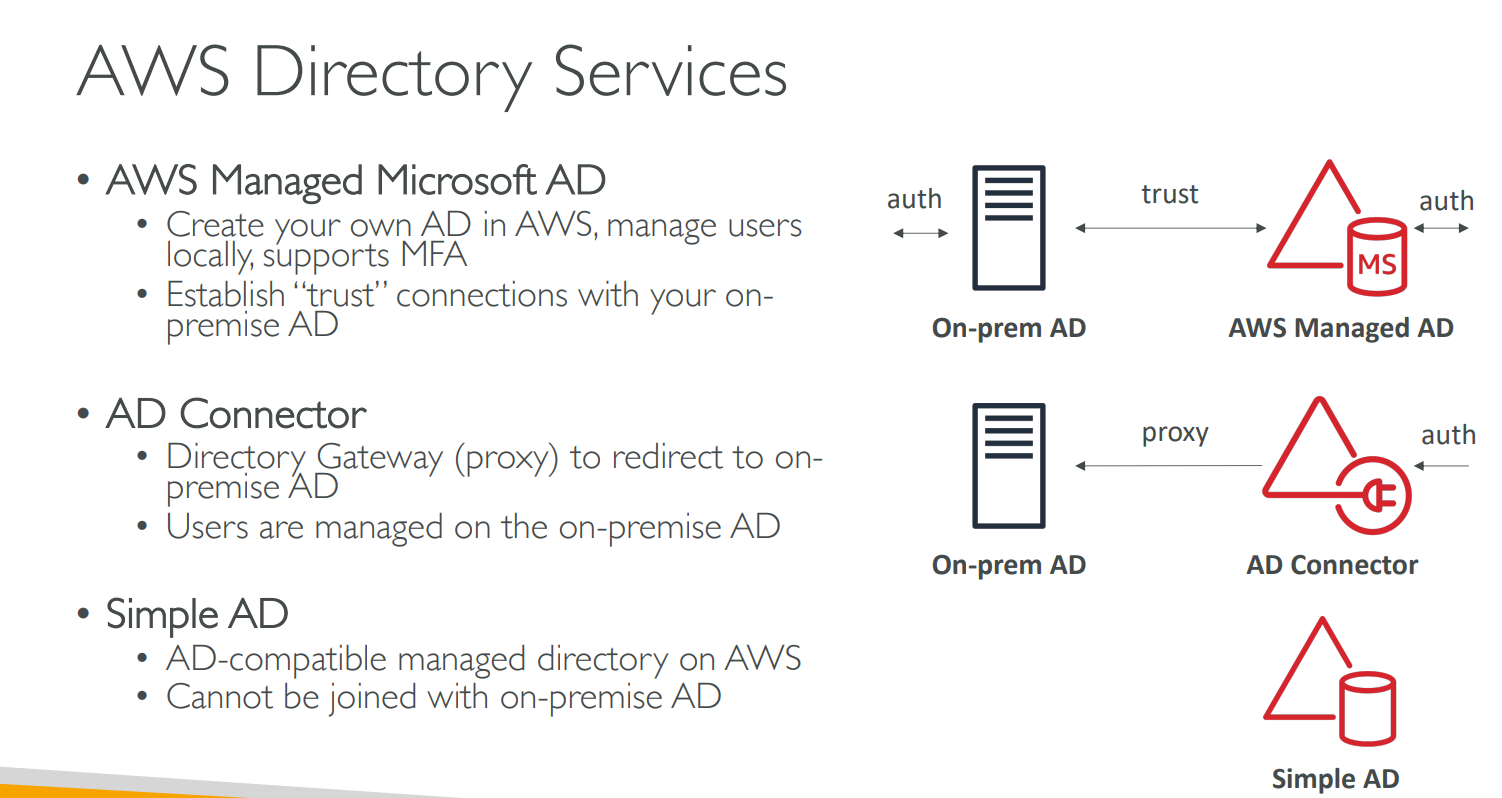 AWS Directory Services
• AWS Managed Microsoft AD
• Create your own AD in AWS, manage users
locally, supports MFA
• Establish “trust” connections with your on-
premise AD
• AD Connector
• Directory Gateway (proxy) to redirect to on-
premise AD
• Users are managed on the on-premise AD
• Simple AD
• AD-compatible managed directory on AWS
• Cannot be joined with on-premise AD
auth
trust
auth
MS
On-prem AD
AWS Managed AD
proxy
auth
On-prem AD
AD Connector
Simple AD